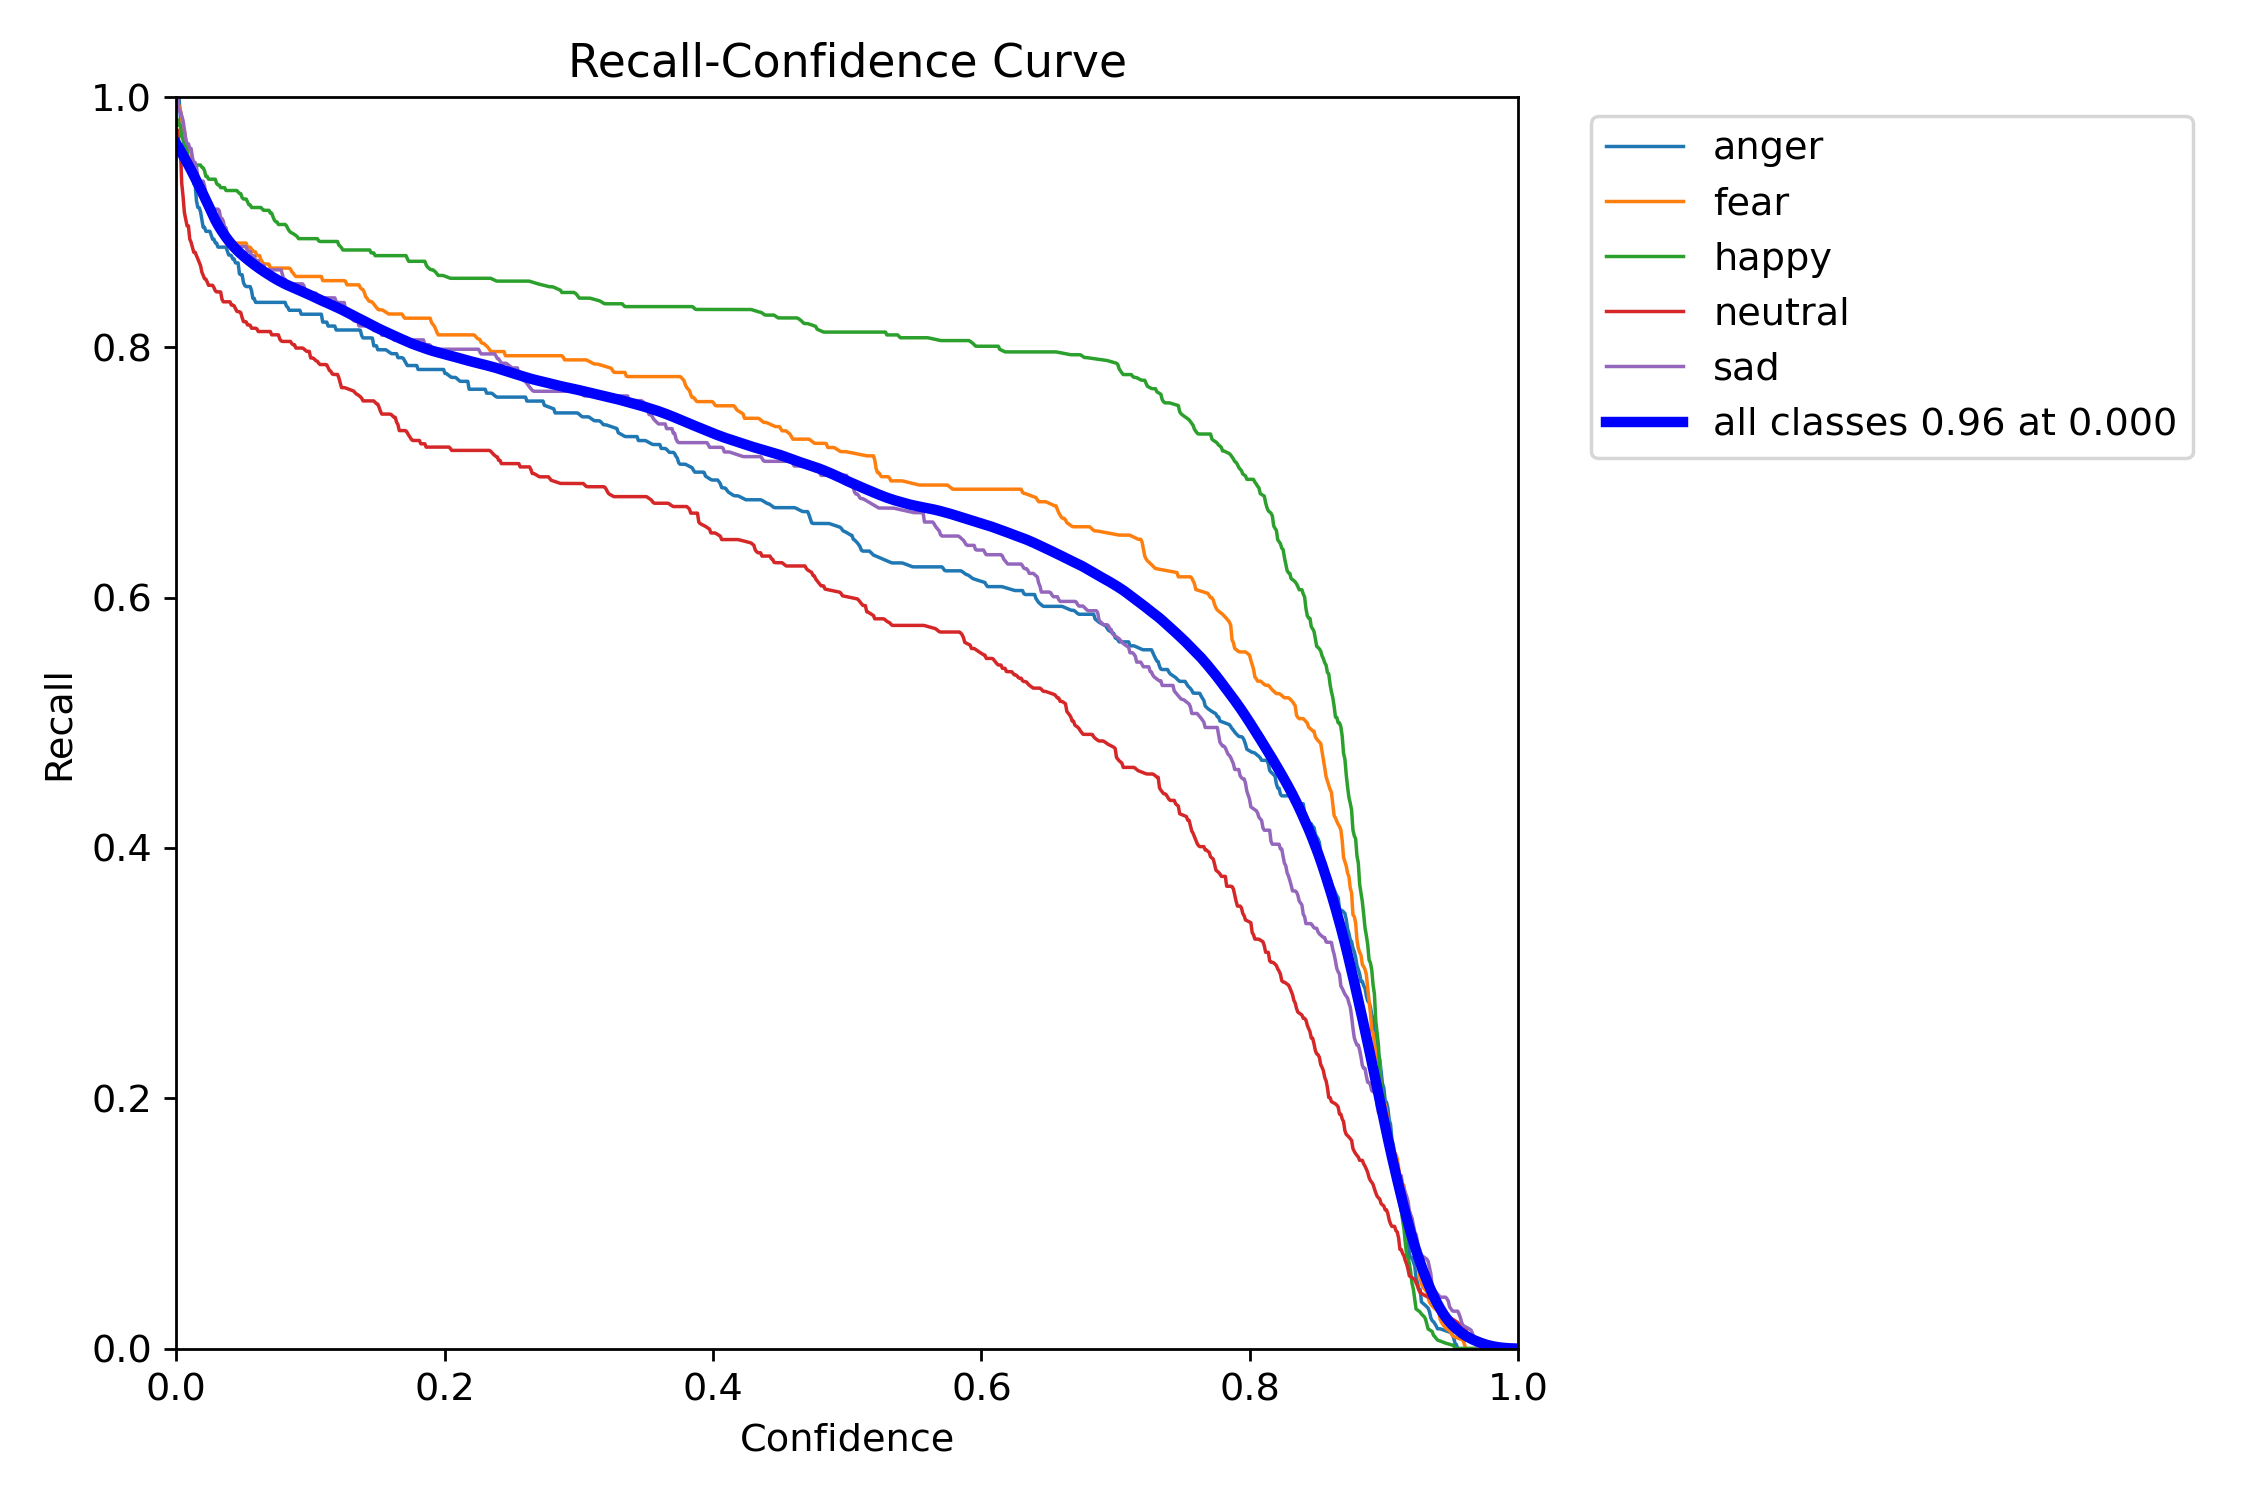 Recall-Confidence Curve
1.0
0.8
0.6
0.4
0.2
0.0
Recall
0.0 0.2 0.4 0.6 0.8 1.0
Confidence
anger
fear
happy
neutral
sad
all classes 0.96 at 0.000